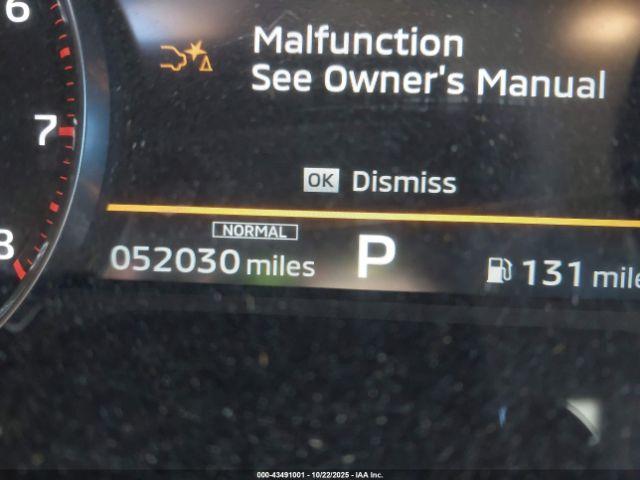 6
Malfunction
See Owner's Manual
7
OK Dismiss
NORMAL
8
052030 miles P 131 mile
000-43491001 - 10/22/2025 - IAA Inc.